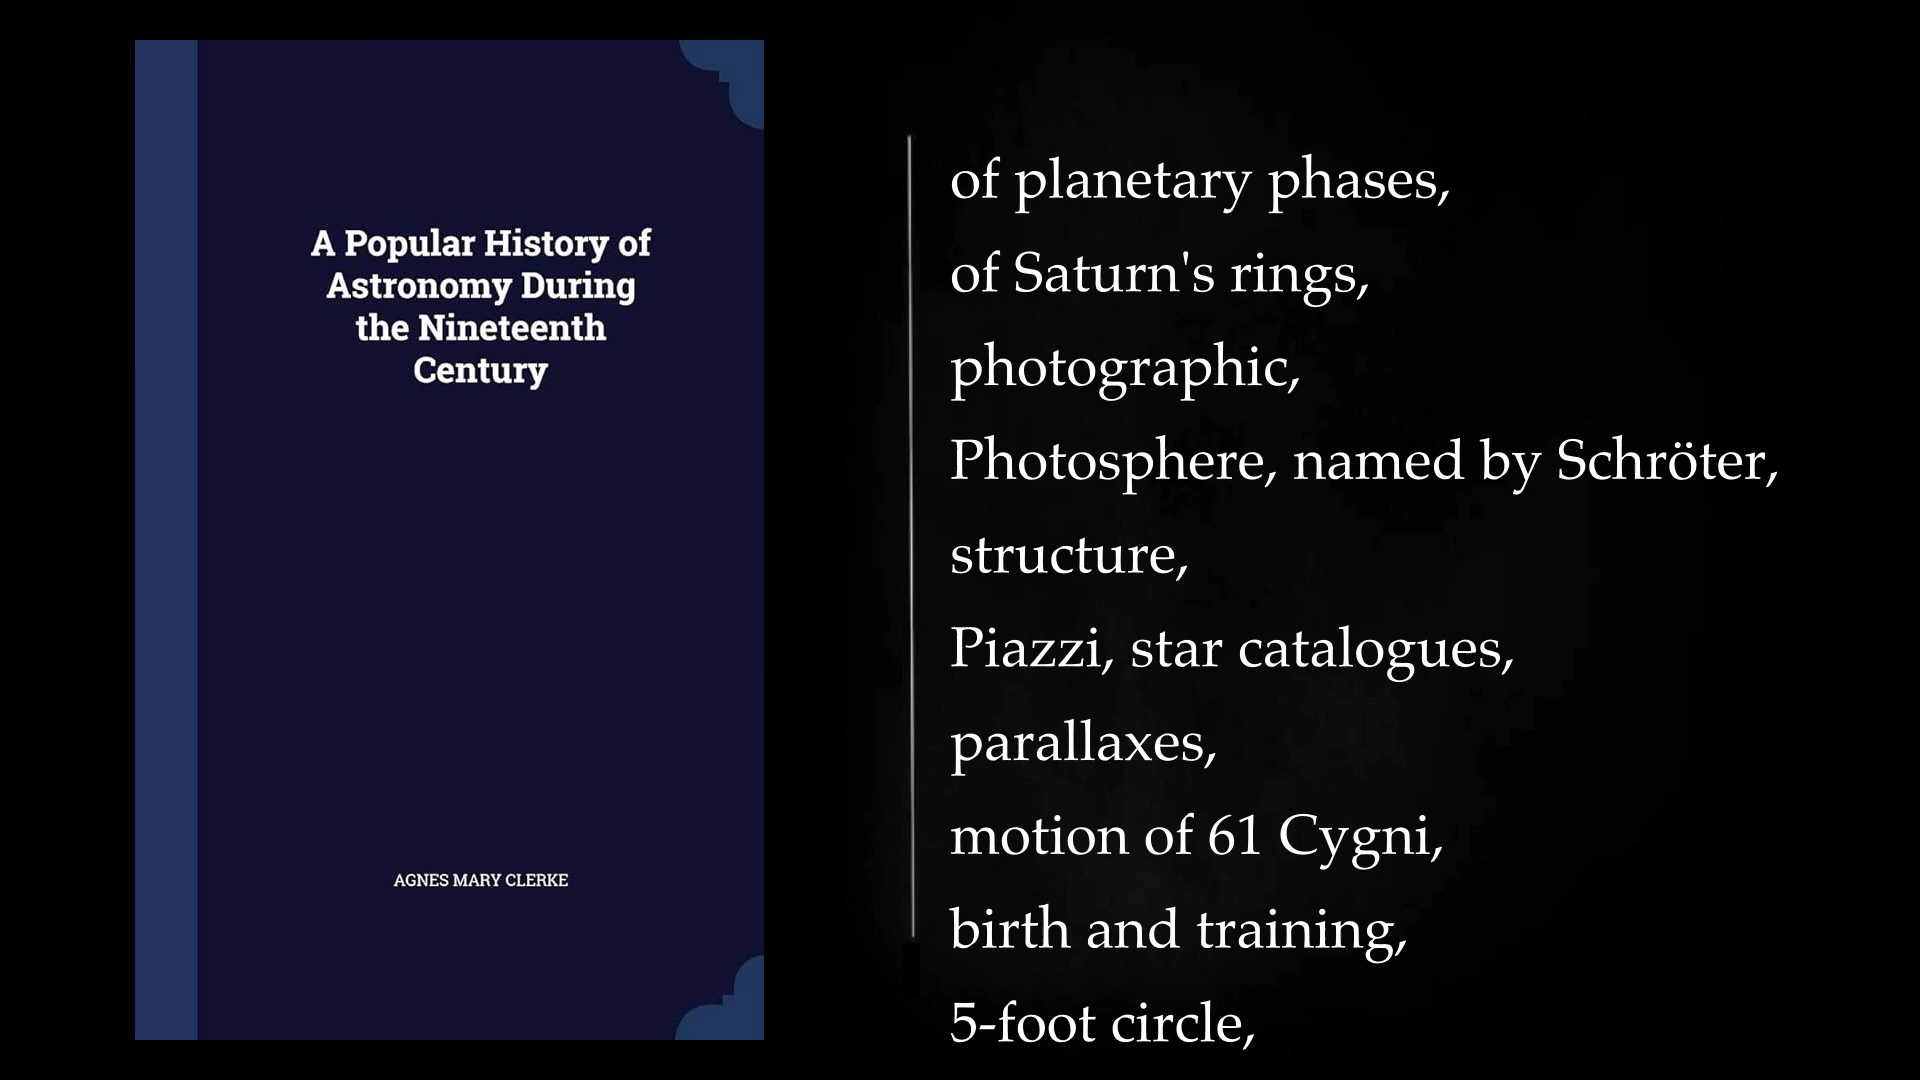 A Popular History of
Astronomy During
the Nineteenth
Century
AGNES MARY CLERKE
of planetary phases,
of Saturn's rings,
photographic,
Photosphere, named by Schröter,
structure,
Piazzi, star catalogues,
parallaxes,
motion of 61 Cygni,
birth and training,
5-foot circle,